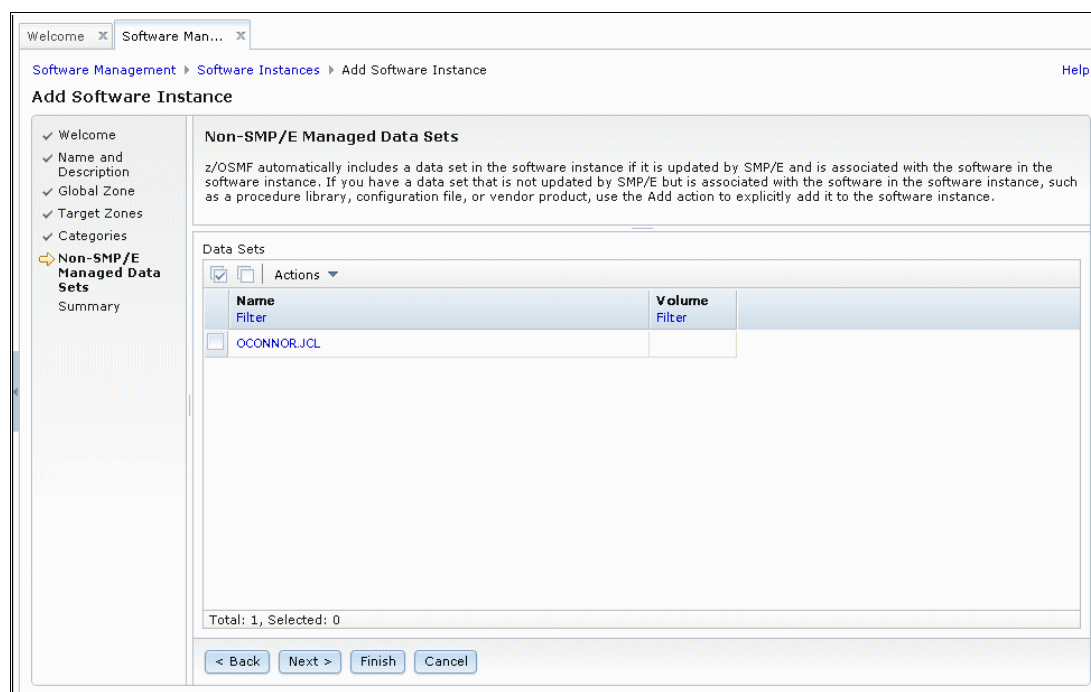 Welcome X Software Man... X
Software Management Software Instances Add Software Instance Help
Add Software Instance
Welcome
Name and
Description
Global Zone
Target Zones
Categories
Non-SMP/E
Managed Data
Sets
Summary
Non-SMP/E Managed Data Sets
z/OSMF automatically includes a data set in the software instance if it is updated by SMP/E and is associated with the software in the
software instance. If you have a data set that is not updated by SMP/E but is associated with the software in the software instance, such
as a procedure library, configuration file, or vendor product, use the Add action to explicitly add it to the software instance.
Data Sets
Actions
Name Volume
Filter Filter
OCONNOR.JCL
Total: 1, Selected: 0
< Back Next > Finish Cancel